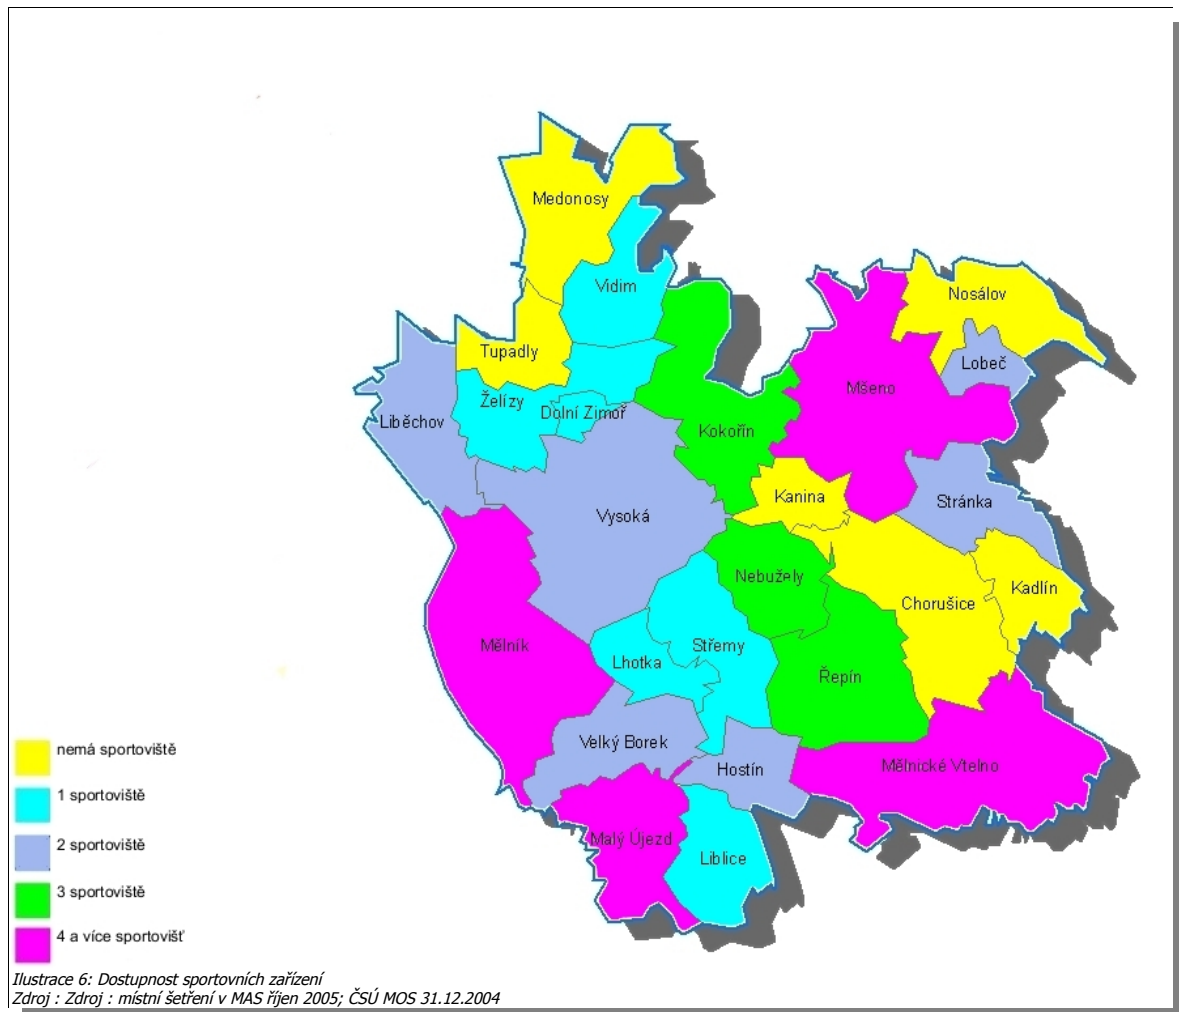 Medonosy
Vidim
Nosálov
Tupadly
Lobeč
Mšeno
Želízy
Dolní Zimoř
Liběchov
Kokořín
Kanina
Stránka
Vysoká
Nebužely
Kadlín
Chorušice
Mělník
Střemy
Lhotka
Řepín
Velký Borek
Hostín
Mělnické Vtelno
Malý Újezd
Liblice
nemá sportoviště
1 sportoviště
2 sportoviště
3 sportoviště
4 a více sportovišť
Ilustrace 6: Dostupnost sportovních zařízení
Zdroj : Zdroj : místní šetření v MAS říjen 2005; ČSÚ MOS 31.12.2004